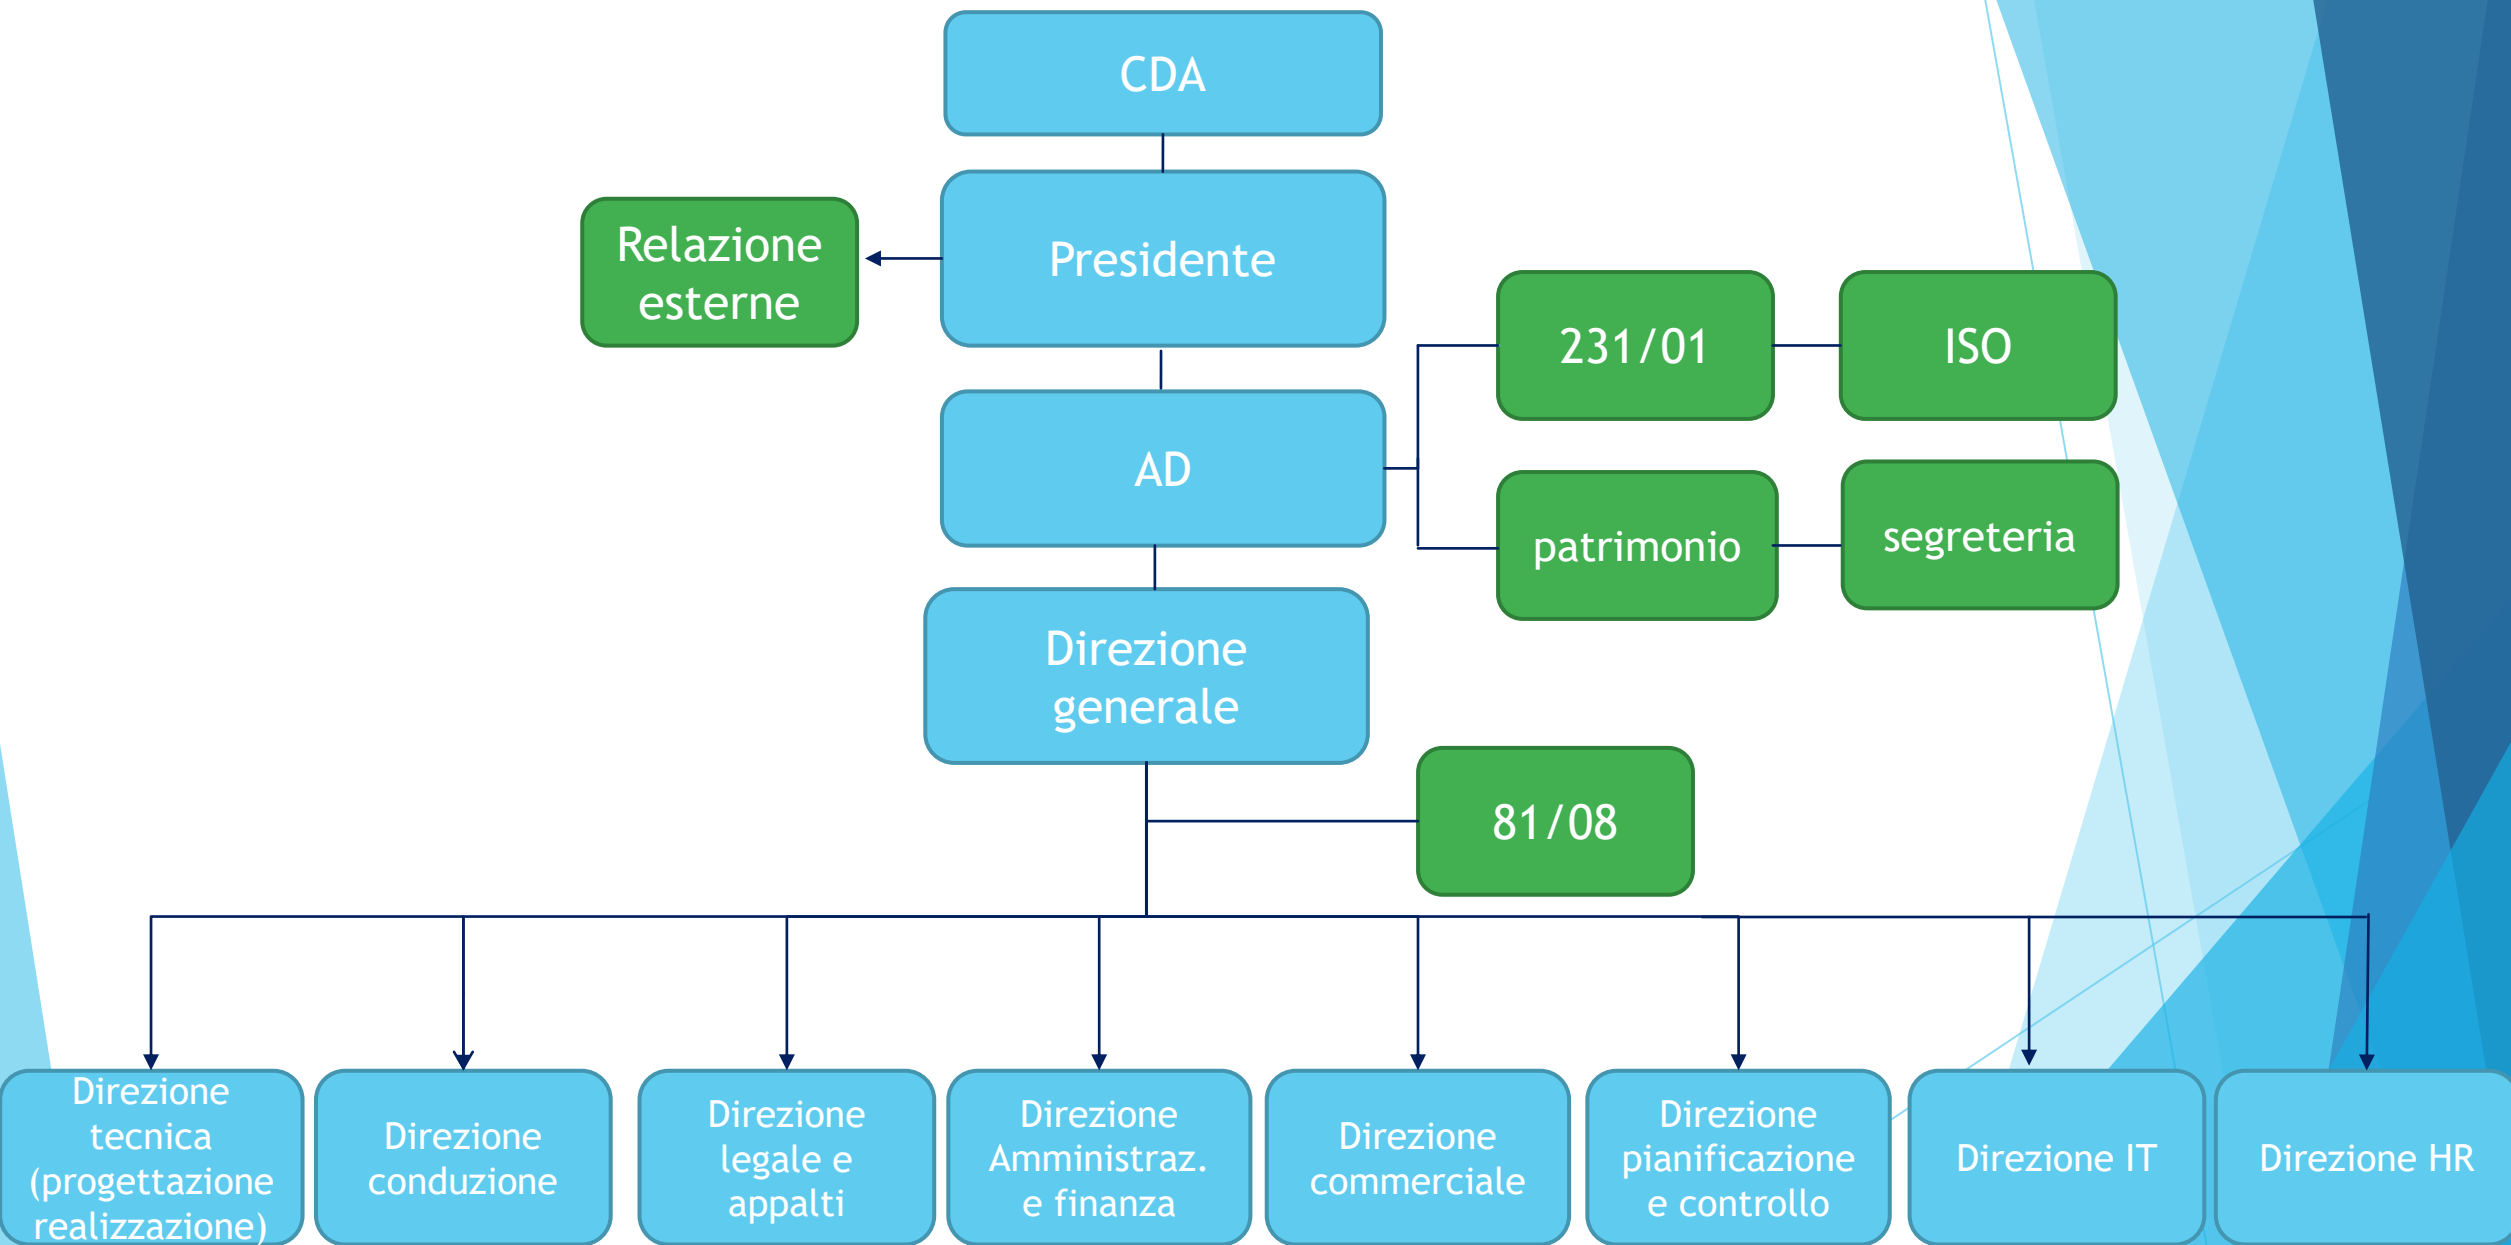 CDA
Relazione
esterne
Presidente
231/01
ISO
AD
patrimonio
segreteria
Direzione
generale
81/08
Direzione
tecnica
(progettazione
realizzazione)
Direzione
conduzione
Direzione
legale e
appalti
Direzione
Amministraz.
e finanza
Direzione
commerciale
Direzione
pianificazione
e controllo
Direzione IT
Direzione HR